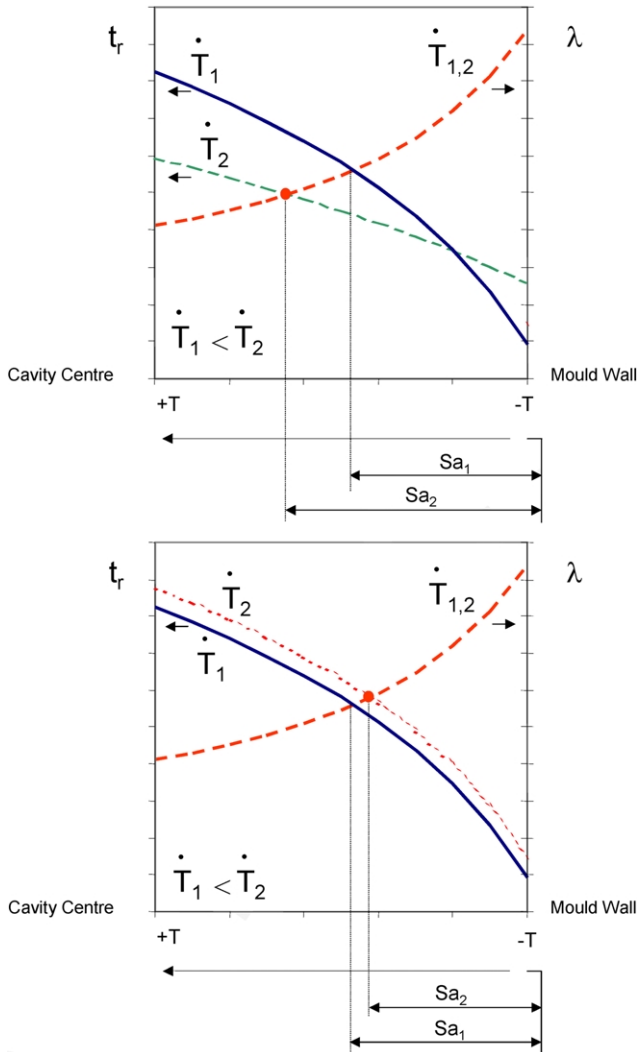 tᵣ Ṫ₁ Ṫ₁,₂ λ
Ṫ₂
Ṫ₁ < Ṫ₂
Cavity Centre Mould Wall
+T -T
Sa₁
Sa₂
tᵣ Ṫ₂ Ṫ₁,₂ λ
Ṫ₁
Ṫ₁ < Ṫ₂
Cavity Centre Mould Wall
+T -T
Sa₂
Sa₁